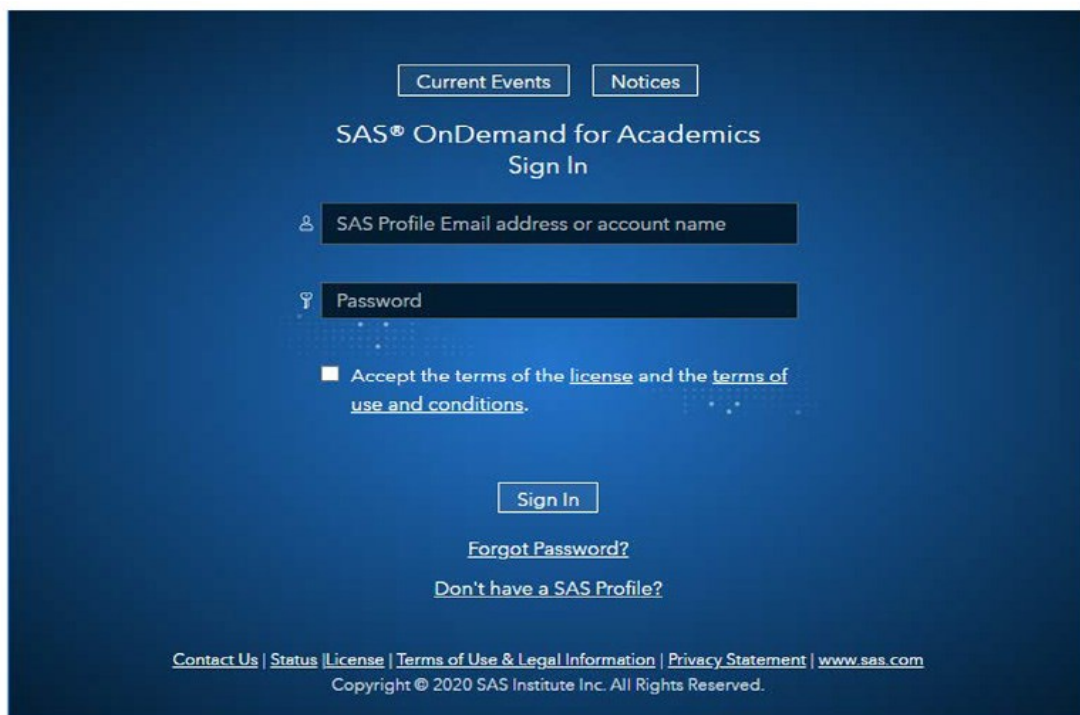 Current Events Notices
SAS® OnDemand for Academics
Sign In
SAS Profile Email address or account name
Password
Accept the terms of the license and the terms of
use and conditions.
Sign In
Forgot Password?
Don't have a SAS Profile?
Contact Us | Status |License | Terms of Use & Legal Information | Privacy Statement | www.sas.com
Copyright © 2020 SAS Institute Inc. All Rights Reserved.